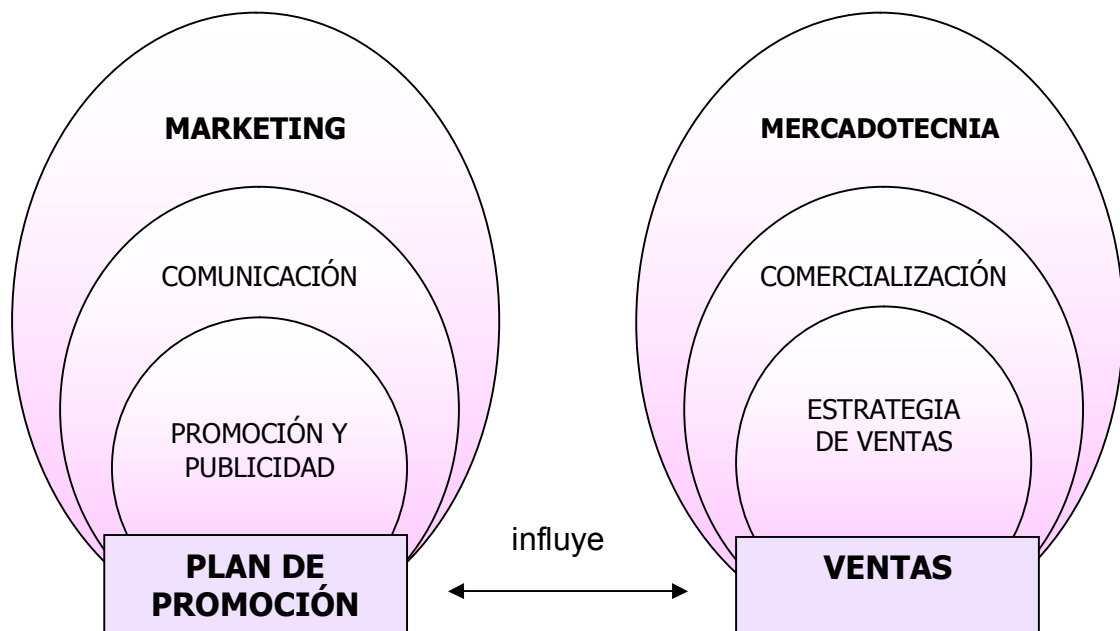 MARKETING
COMUNICACIÓN
PROMOCIÓN Y
PUBLICIDAD
PLAN DE
PROMOCIÓN
influye
MERCADOTECNIA
COMERCIALIZACIÓN
ESTRATEGIA
DE VENTAS
VENTAS